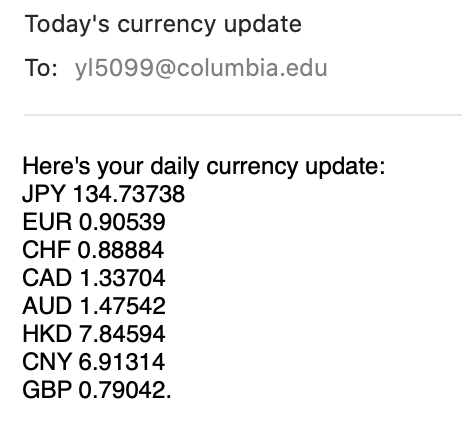 Today's currency update
To: yl5099@columbia.edu
Here's your daily currency update:
JPY 134.73738
EUR 0.90539
CHF 0.88884
CAD 1.33704
AUD 1.47542
HKD 7.84594
CNY 6.91314
GBP 0.79042.